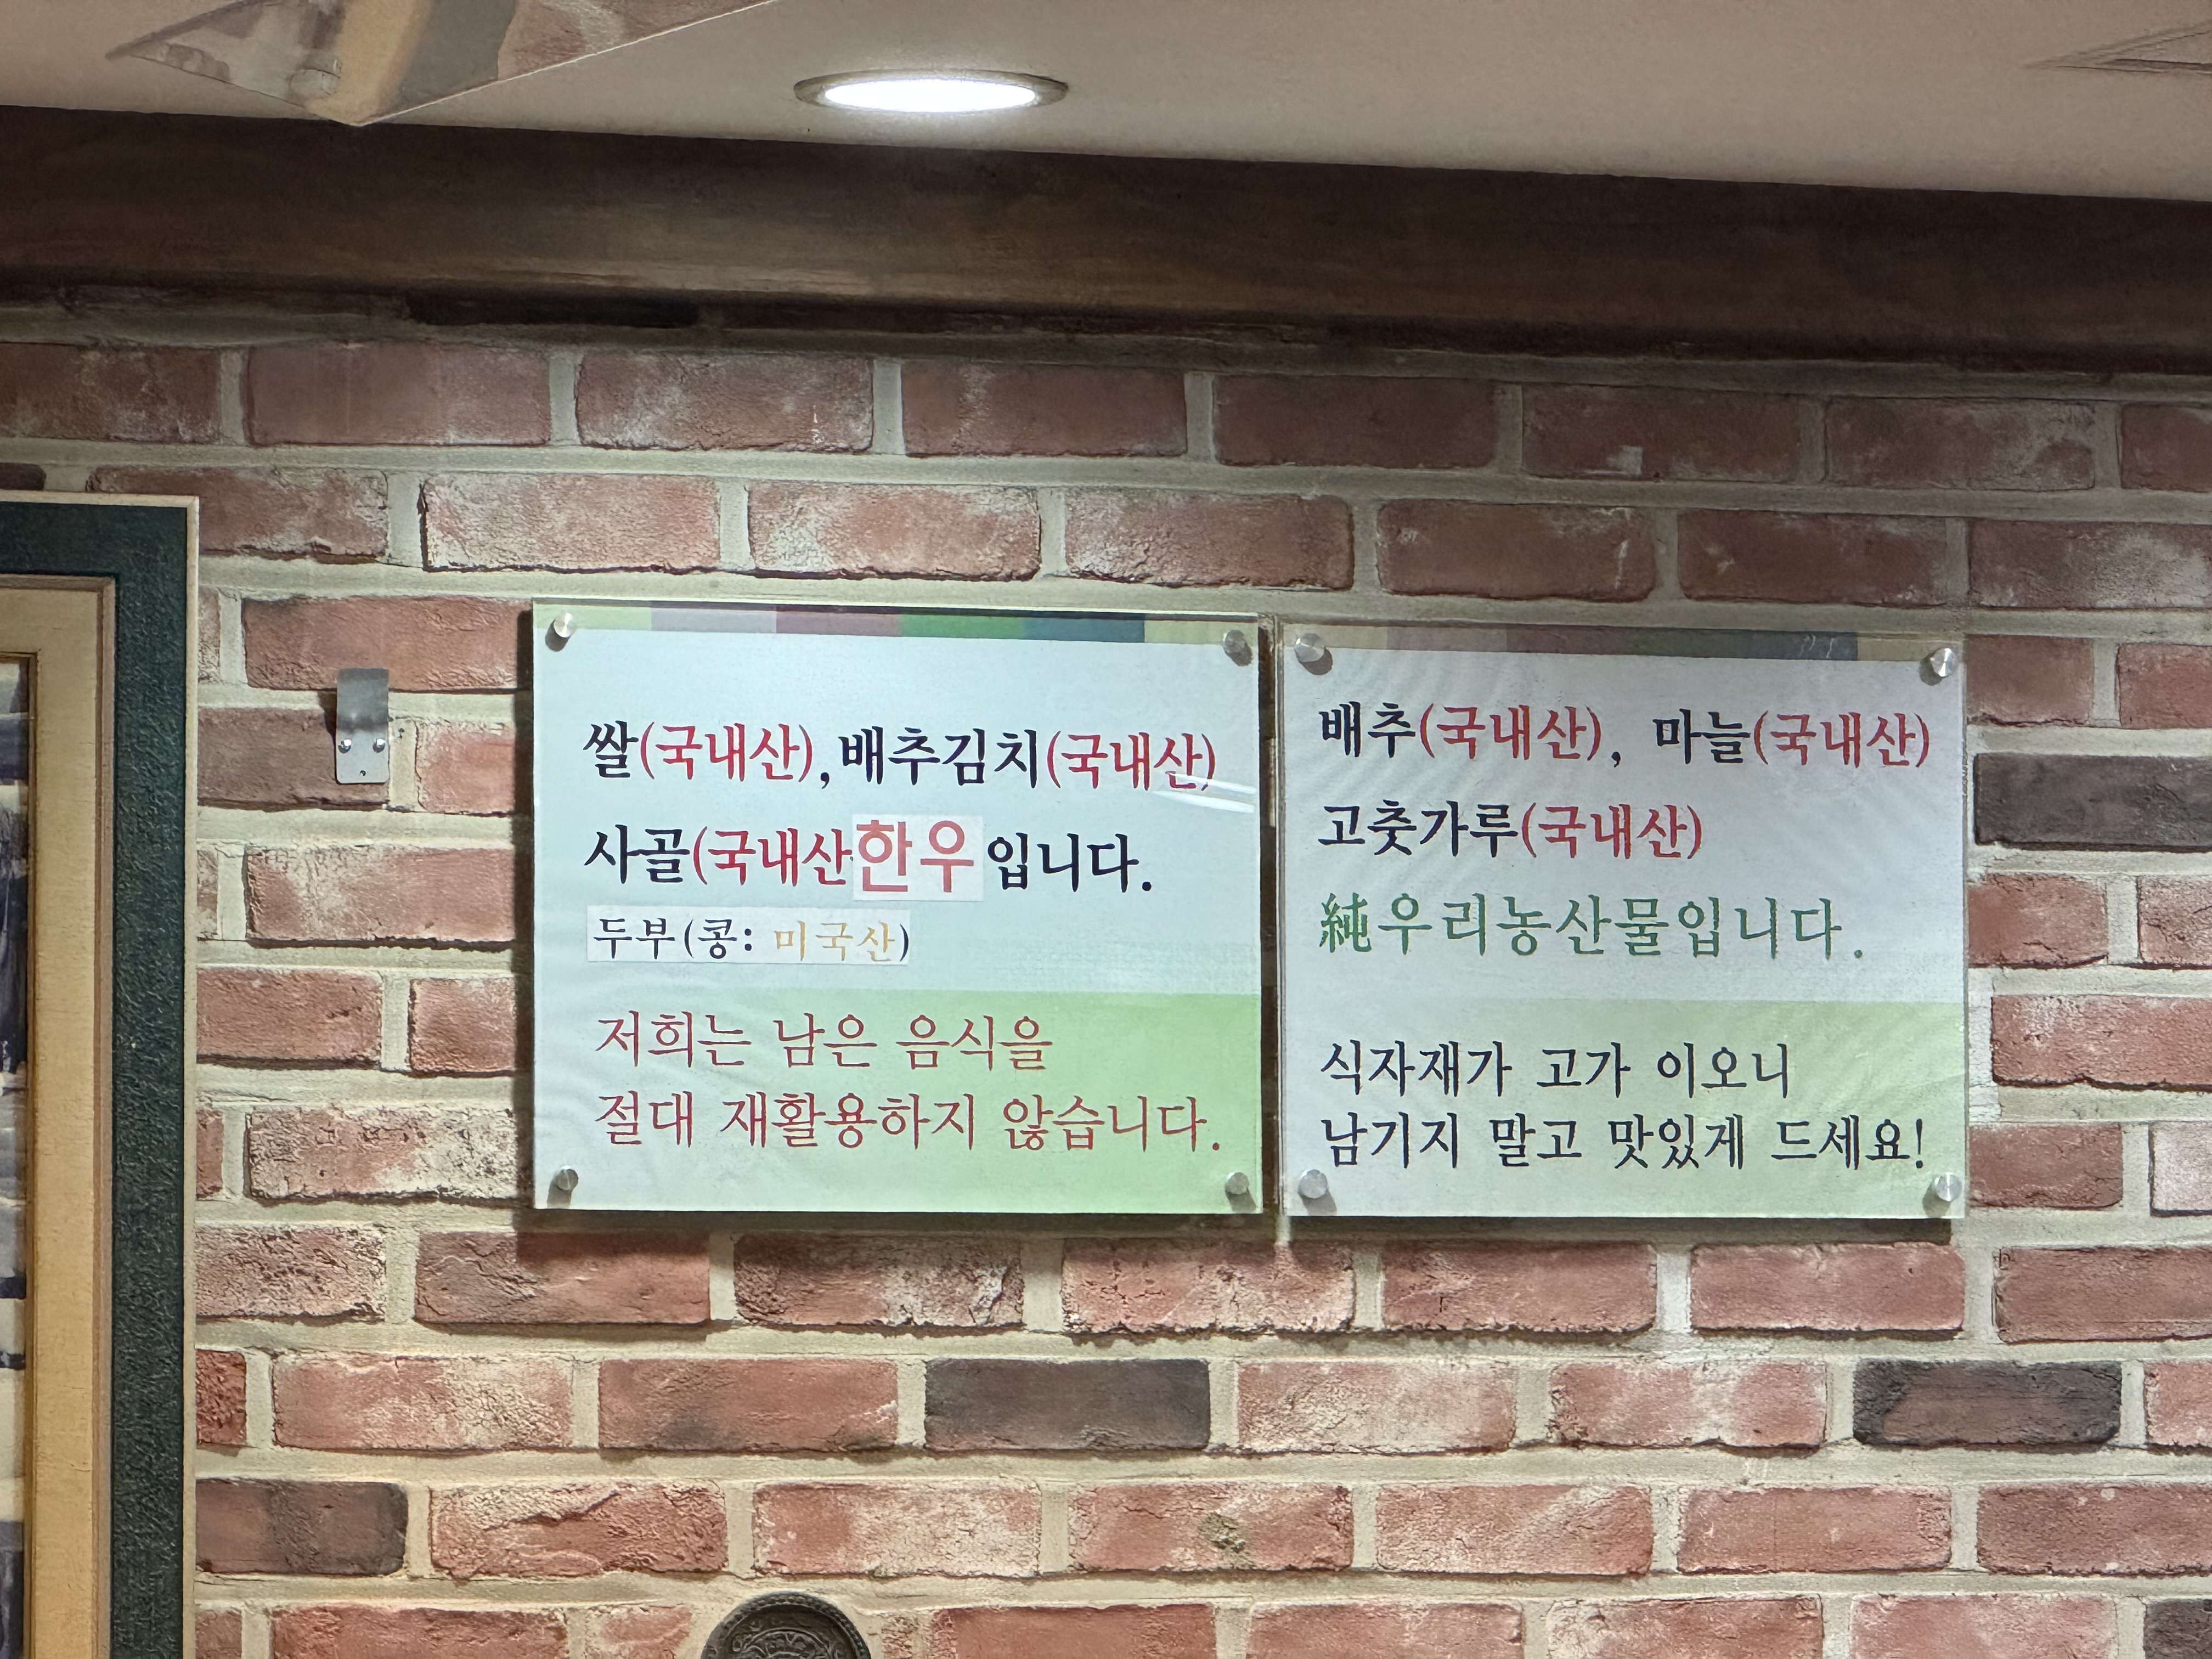 쌀(국내산),배추김치(국내산)
사골(국내산한우입니다.
두부(콩: 미국산)
저희는 남은 음식을
절대 재활용하지 않습니다.
배추(국내산), 마늘(국내산)
고춧가루(국내산)
純우리농산물입니다.
식자재가 고가 이오니
남기지 말고 맛있게 드세요!